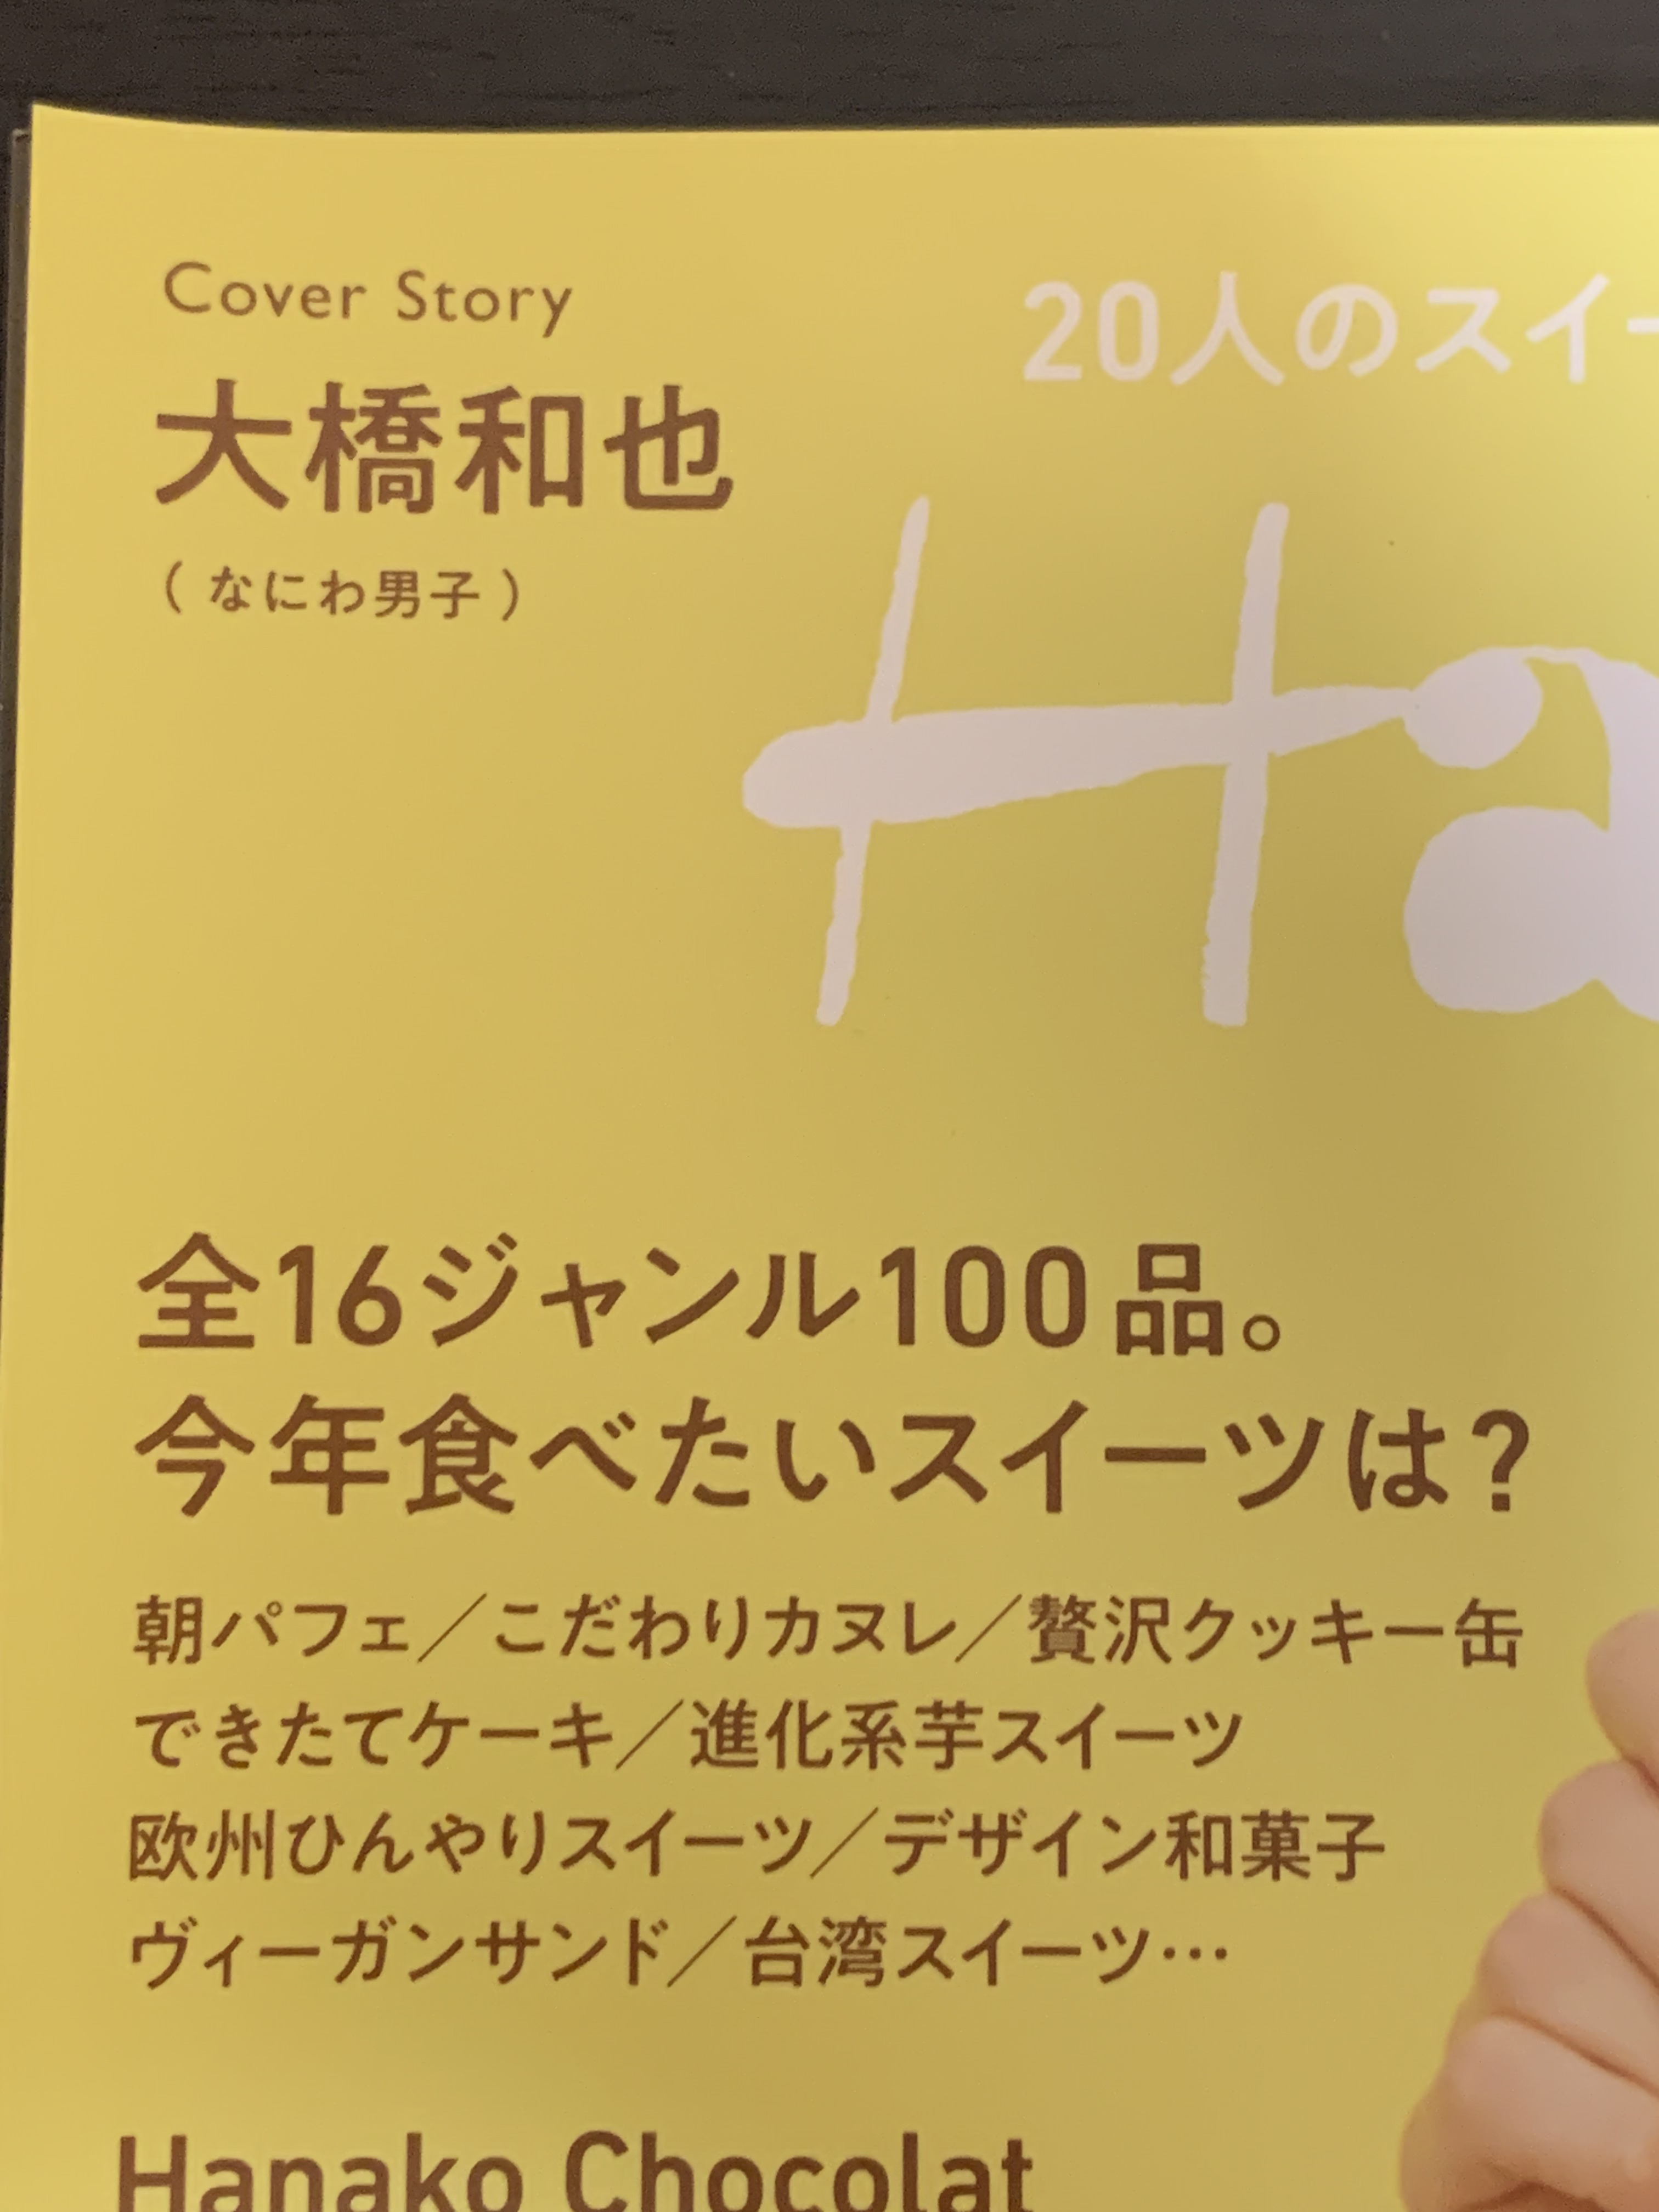 Cover Story
大橋和也
（なにわ男子）
20人のスイー
Ha
全16ジャンル100品。
今年食べたいスイーツは？
朝パフェ／こだわりカヌレ／贅沢クッキー缶
できたてケーキ／進化系芋スイーツ
欧州ひんやりスイーツ／デザイン和菓子
ヴィーガンサンド／台湾スイーツ…
Hanako Chocolat